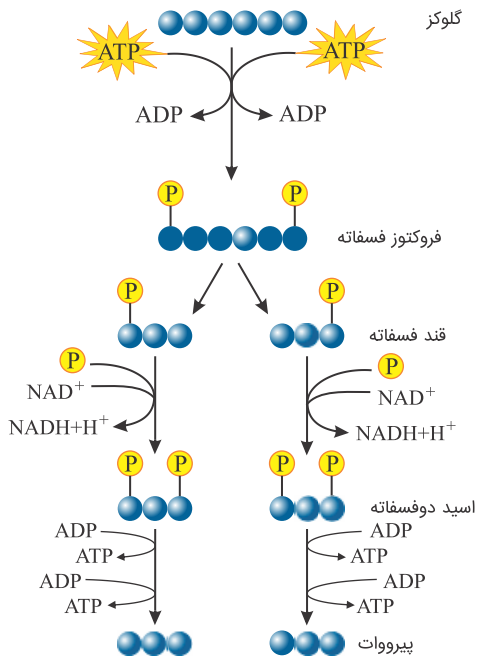 گلوکز
ATP ATP
ADP ADP
P P
فروکتوز فسفاته
P P
قند فسفاته
P P
NAD⁺ NAD⁺
NADH+H⁺ NADH+H⁺
P P P P
اسید دوفسفاته
ADP ADP
ATP ATP
ADP ADP
ATP ATP
پیرووات